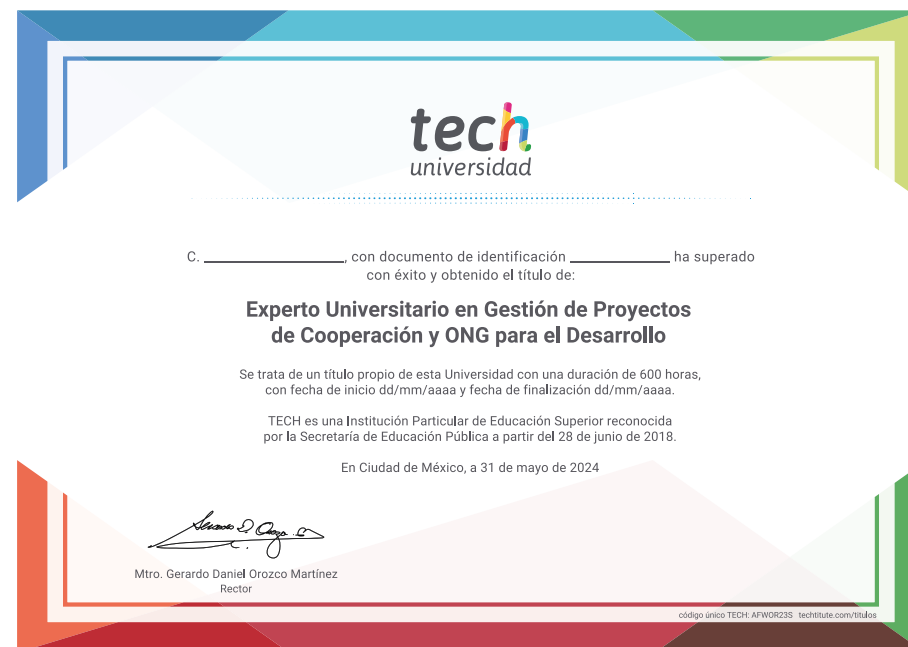 tech
universidad
C. ____________, con documento de identificación ____________ ha superado
con éxito y obtenido el título de:
Experto Universitario en Gestión de Proyectos
de Cooperación y ONG para el Desarrollo
Se trata de un título propio de esta Universidad con una duración de 600 horas,
con fecha de inicio dd/mm/aaaa y fecha de finalización dd/mm/aaaa.
TECH es una Institución Particular de Educación Superior reconocida
por la Secretaría de Educación Pública a partir del 28 de junio de 2018.
En Ciudad de México, a 31 de mayo de 2024
Mtro. Gerardo Daniel Orozco Martínez
Rector
código único TECH: AFWOR23S techtitute.com/titulos